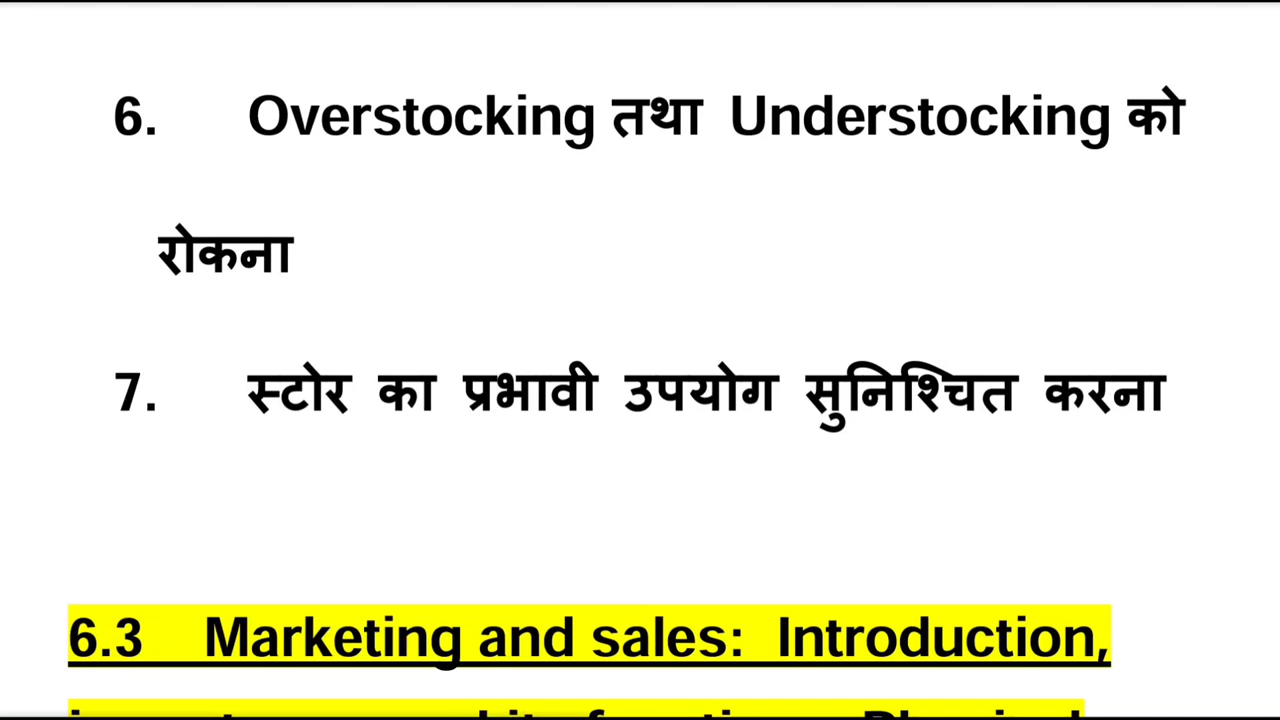 6. Overstocking तथा Understocking को
रोकना
7. स्टोर का प्रभावी उपयोग सुनिश्चित करना
6.3 Marketing and sales: Introduction,